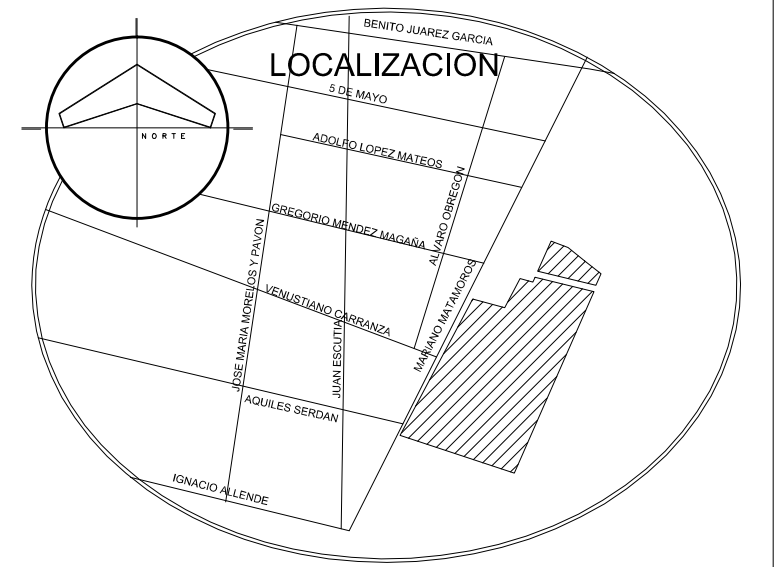 BENITO JUAREZ GARCIA
LOCALIZACION
5 DE MAYO
NORTE
ADOLFO LOPEZ MATEOS
ALVARO OBREGON
GREGORIO MENDEZ MAGAÑA
JOSE MARIA MORELOS Y PAVON
MARIANO MATAMOROS
VENUSTIANO CARRANZA
JUAN ESCUTIA
AQUILES SERDAN
IGNACIO ALLENDE